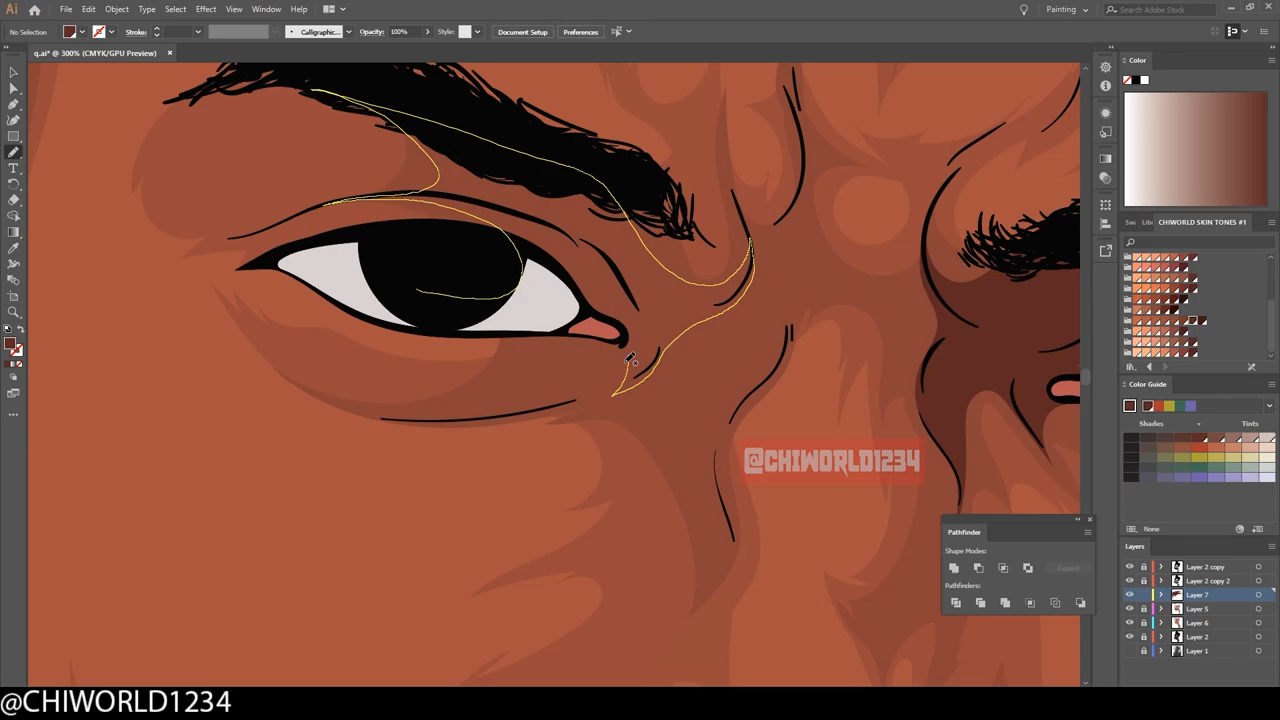 Ai File Edit Object Type Select Effect View Window Help Painting Search Adobe Stock
No Selection Stroke: Calligraphic... Opacity: 100% Style: Document Setup Preferences
q.ai* @ 300% (CMYK/GPU Preview)
Color
Sw Lib CHIWORLD SKIN TONES #1
Color Guide
Shades Tints
@CHIWORLD1234
None
Pathfinder
Shape Modes:
Expand
Pathfinders:
Layers
Layer 2 copy
Layer 2 copy 2
Layer 7
Layer 5
Layer 6
Layer 2
Layer 1
@CHIWORLD1234